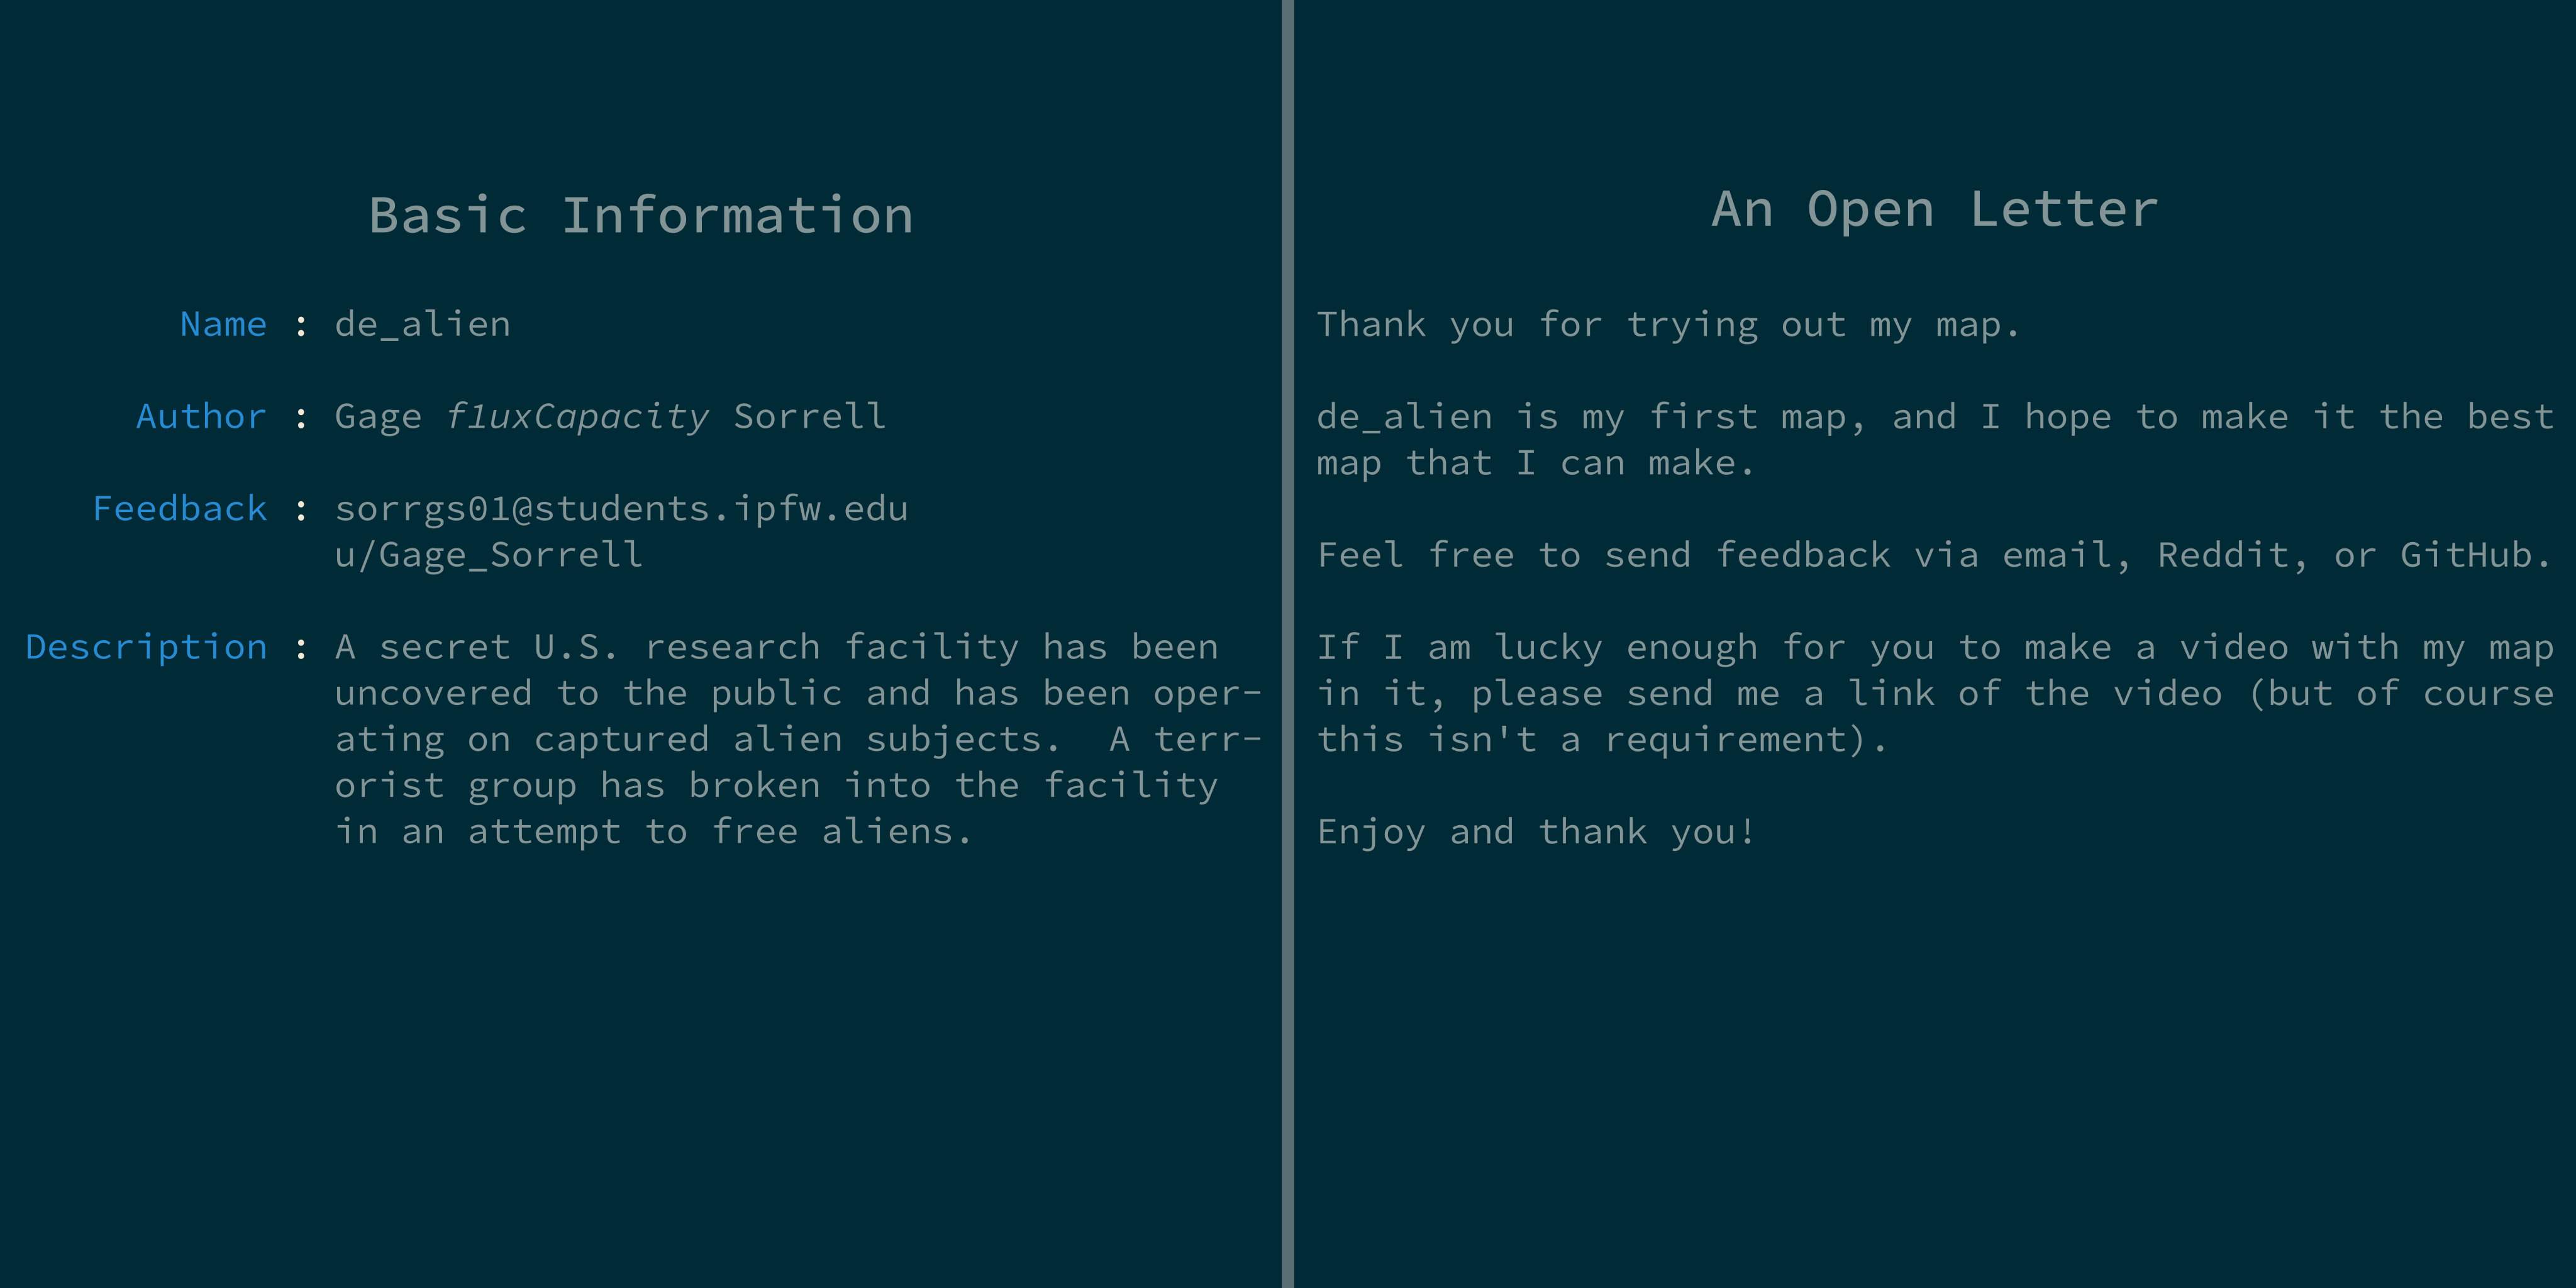 Basic Information
Name : de_alien
Author : Gage f1uxCapacity Sorrell
Feedback : sorrgs01@students.ipfw.edu
u/Gage_Sorrell
Description : A secret U.S. research facility has been
uncovered to the public and has been oper-
ating on captured alien subjects.  A terr-
orist group has broken into the facility
in an attempt to free aliens.
An Open Letter
Thank you for trying out my map.
de_alien is my first map, and I hope to make it the best
map that I can make.
Feel free to send feedback via email, Reddit, or GitHub.
If I am lucky enough for you to make a video with my map
in it, please send me a link of the video (but of course
this isn't a requirement).
Enjoy and thank you!